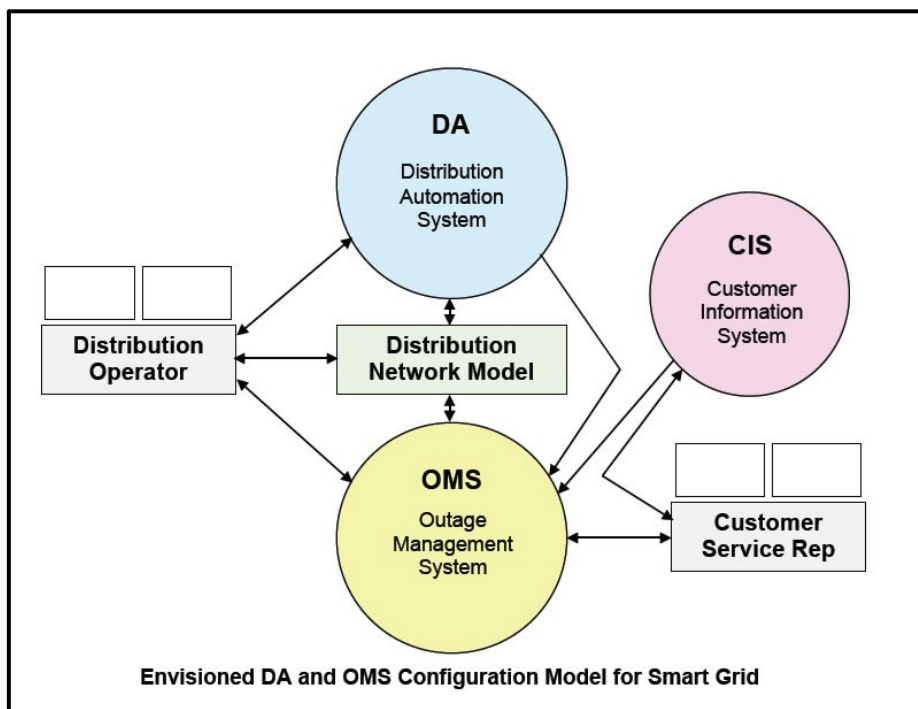 DA
Distribution
Automation
System
CIS
Customer
Information
System
Distribution
Operator
Distribution
Network Model
OMS
Outage
Management
System
Customer
Service Rep
Envisioned DA and OMS Configuration Model for Smart Grid